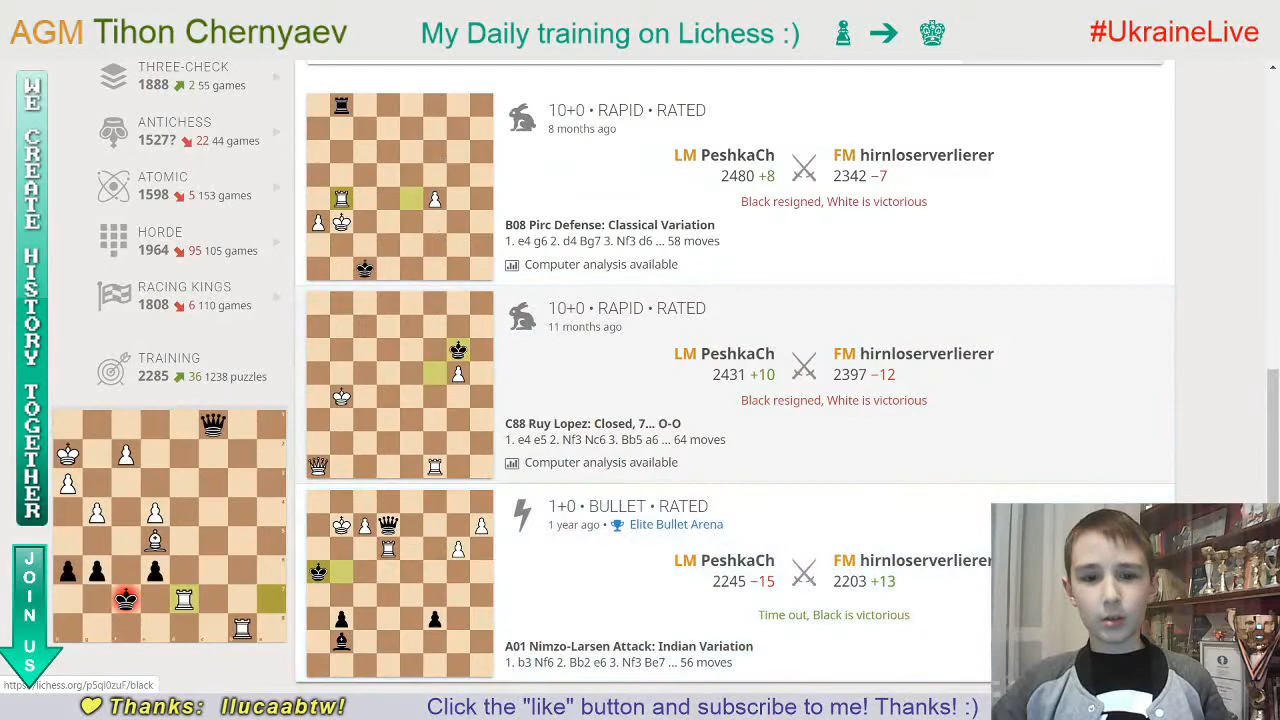 AGM Tihon Chernyaev
My Daily training on Lichess :)
#UkraineLive
WE CREATE HISTORY TOGETHER
JOIN US
THREE-CHECK
1888 2 55 games
ANTICHESS
1527? 22 44 games
ATOMIC
1598 5 153 games
HORDE
1964 95 105 games
RACING KINGS
1808 6 110 games
TRAINING
2285 36 1238 puzzles
10+0 • RAPID • RATED
8 months ago
LM PeshkaCh FM hirnloserverlierer
2480 +8 2342 −7
Black resigned, White is victorious
B08 Pirc Defense: Classical Variation
1. e4 g6 2. d4 Bg7 3. Nf3 d6 ... 58 moves
Computer analysis available
10+0 • RAPID • RATED
11 months ago
LM PeshkaCh FM hirnloserverlierer
2431 +10 2397 −12
Black resigned, White is victorious
C88 Ruy Lopez: Closed, 7... O-O
1. e4 e5 2. Nf3 Nc6 3. Bb5 a6 ... 64 moves
Computer analysis available
1+0 • BULLET • RATED
1 year ago • Elite Bullet Arena
LM PeshkaCh FM hirnloserverlierer
2245 −15 2203 +13
Time out, Black is victorious
A01 Nimzo-Larsen Attack: Indian Variation
1. b3 Nf6 2. Bb2 e6 3. Nf3 Be7 ... 56 moves
https://lichess.org/p5qI0zuF/black
Thanks: llucaabtw!
Click the "like" button and subscribe to me! Thanks! :)